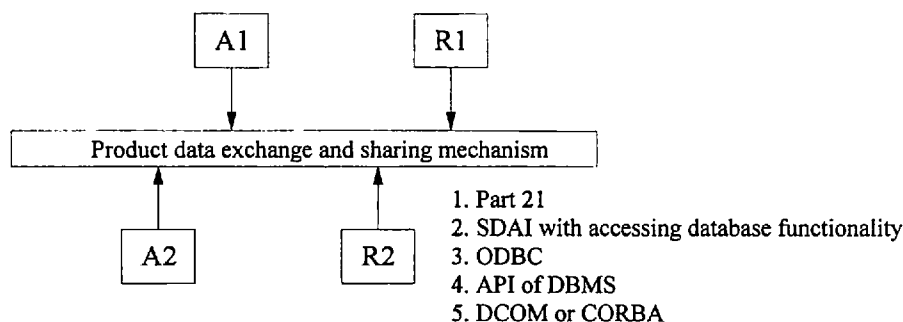 A1
R1
Product data exchange and sharing mechanism
A2
R2
1. Part 21
2. SDAI with accessing database functionality
3. ODBC
4. API of DBMS
5. DCOM or CORBA